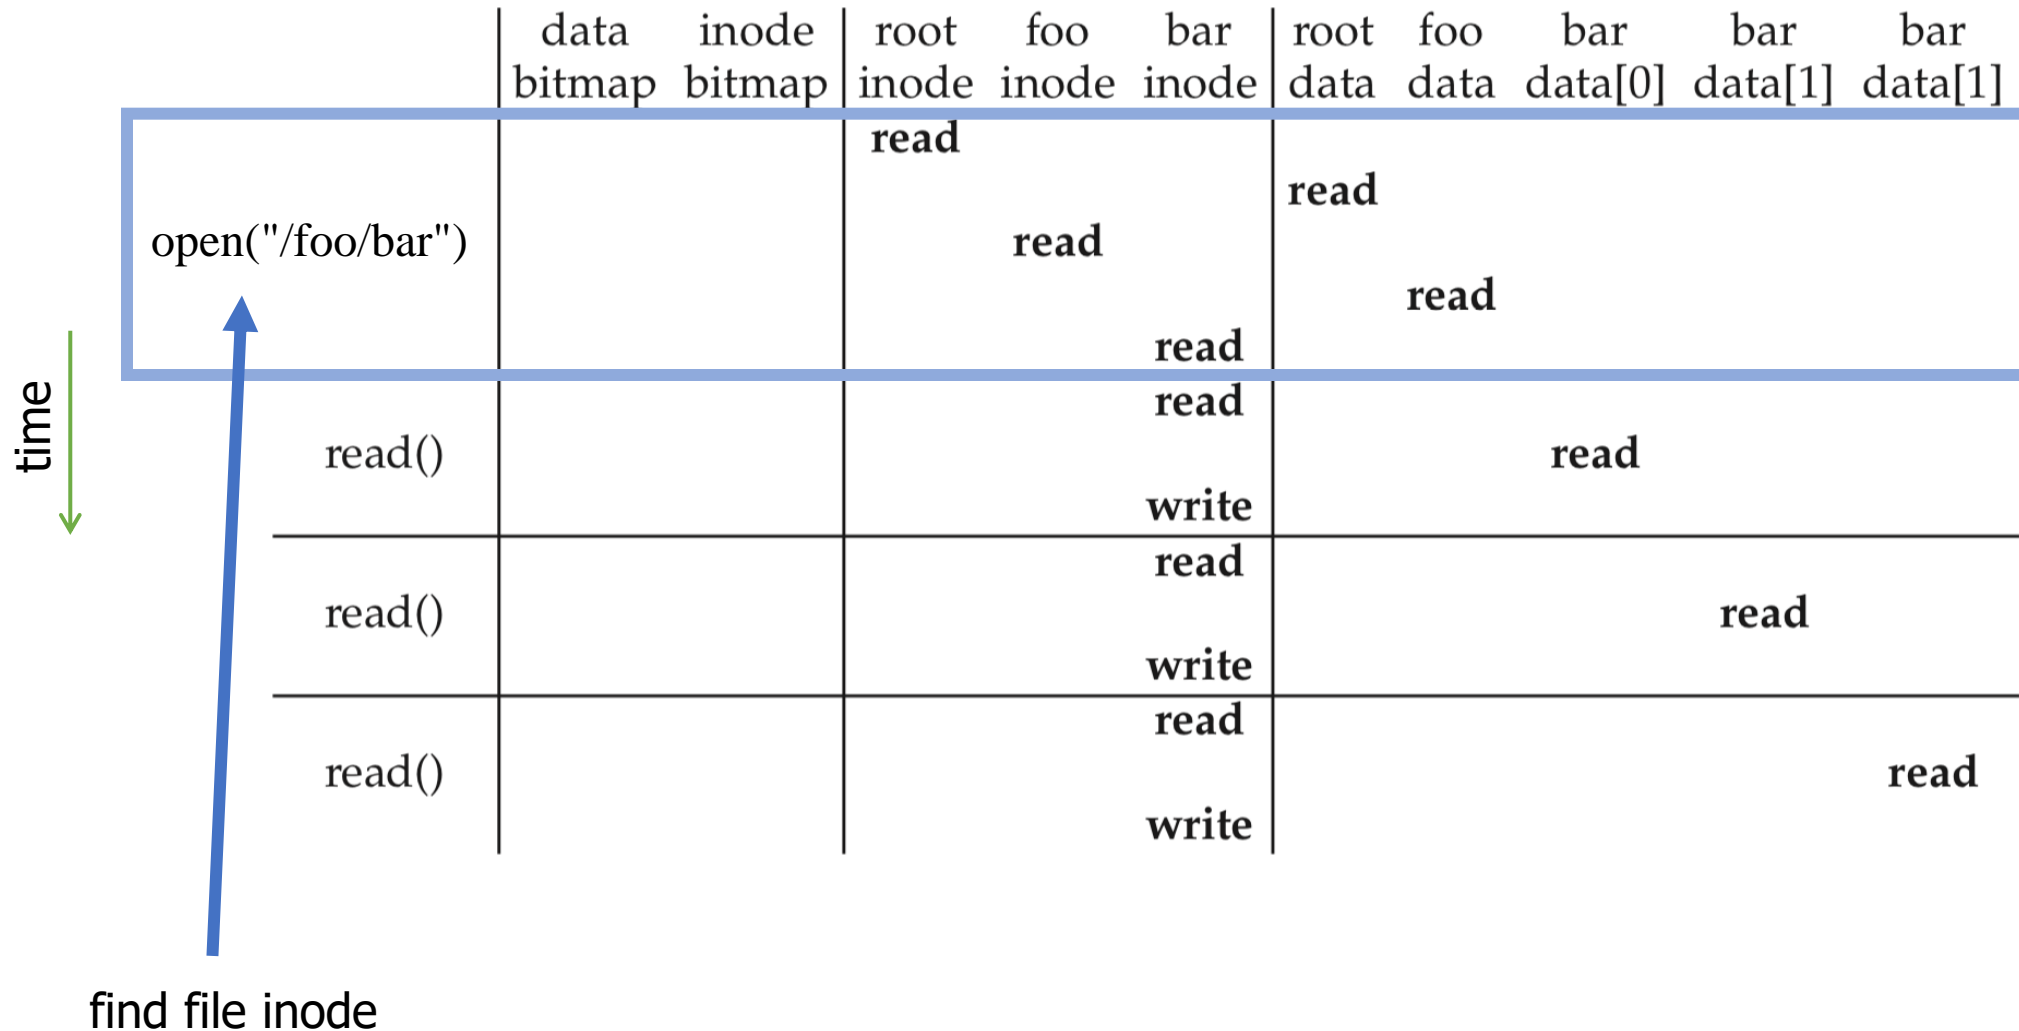 data inode root foo bar root foo bar bar bar
bitmap bitmap inode inode inode data data data[0] data[1] data[1]
read
read
open("/foo/bar") read
read
read
read
read() read
write
read
read() read
write
read
read() read
write
time
find file inode